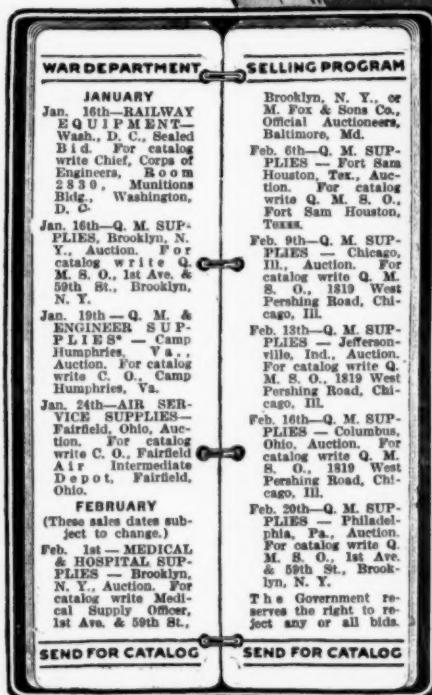 WAR DEPARTMENT
JANUARY
Jan. 16th—RAILWAY
EQUIPMENT—
Wash., D. C., Sealed
Bid. For catalog
write Chief, Corps of
Engineers, Room
2830, Munitions
Bldg., Washington,
D. C.
Jan. 16th—Q. M. SUP-
PLIES, Brooklyn, N.
Y., Auction. For
catalog write Q.
M. S. O., 1st Ave. &
59th St., Brooklyn,
N. Y.
Jan. 19th—Q. M. &
ENGINEER SUP-
PLIES* — Camp
Humphries, Va.,
Auction. For catalog
write C. O., Camp
Humphries, Va.
Jan. 24th—AIR SER-
VICE SUPPLIES—
Fairfield, Ohio, Auc-
tion. For catalog
write C. O., Fairfield
Air Intermediate
Depot, Fairfield,
Ohio.
FEBRUARY
(These sales dates sub-
ject to change.)
Feb. 1st—MEDICAL
& HOSPITAL SUP-
PLIES — Brooklyn,
N. Y., Auction. For
catalog write Medi-
cal Supply Officer,
1st Ave. & 59th St.,
SEND FOR CATALOG
SELLING PROGRAM
Brooklyn, N. Y., or
M. Fox & Sons Co.,
Official Auctioneers,
Baltimore, Md.
Feb. 6th—Q. M. SUP-
PLIES — Fort Sam
Houston, Tex., Auc-
tion. For catalog
write Q. M. S. O.,
Fort Sam Houston,
Texas.
Feb. 9th—Q. M. SUP-
PLIES — Chicago,
Ill., Auction. For
catalog write Q. M.
S. O., 1819 West
Pershing Road, Chi-
cago, Ill.
Feb. 13th—Q. M. SUP-
PLIES — Jefferson-
ville, Ind., Auction.
For catalog write Q.
M. S. O., 1819 West
Pershing Road, Chi-
cago, Ill.
Feb. 16th—Q. M. SUP-
PLIES — Columbus,
Ohio, Auction. For
catalog write Q. M.
S. O., 1819 West
Pershing Road, Chi-
cago, Ill.
Feb. 20th—Q. M. SUP-
PLIES — Philadel-
phia, Pa., Auction.
For catalog write Q.
M. S. O., 1st Ave.
& 59th St., Brook-
lyn, N. Y.
The Government re-
serves the right to re-
ject any or all bids.
SEND FOR CATALOG